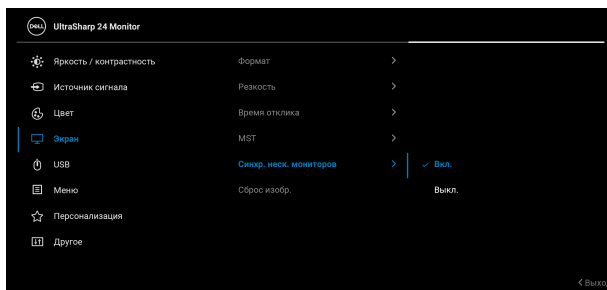 DELL UltraSharp 24 Monitor
Яркость / контрастность
Формат
Источник сигнала
Резкость
Цвет
Время отклика
Экран
MST
USB
Синхр. неск. мониторов
Вкл.
Меню
Сброс изобр.
Выкл.
Персонализация
Другое
Выхо